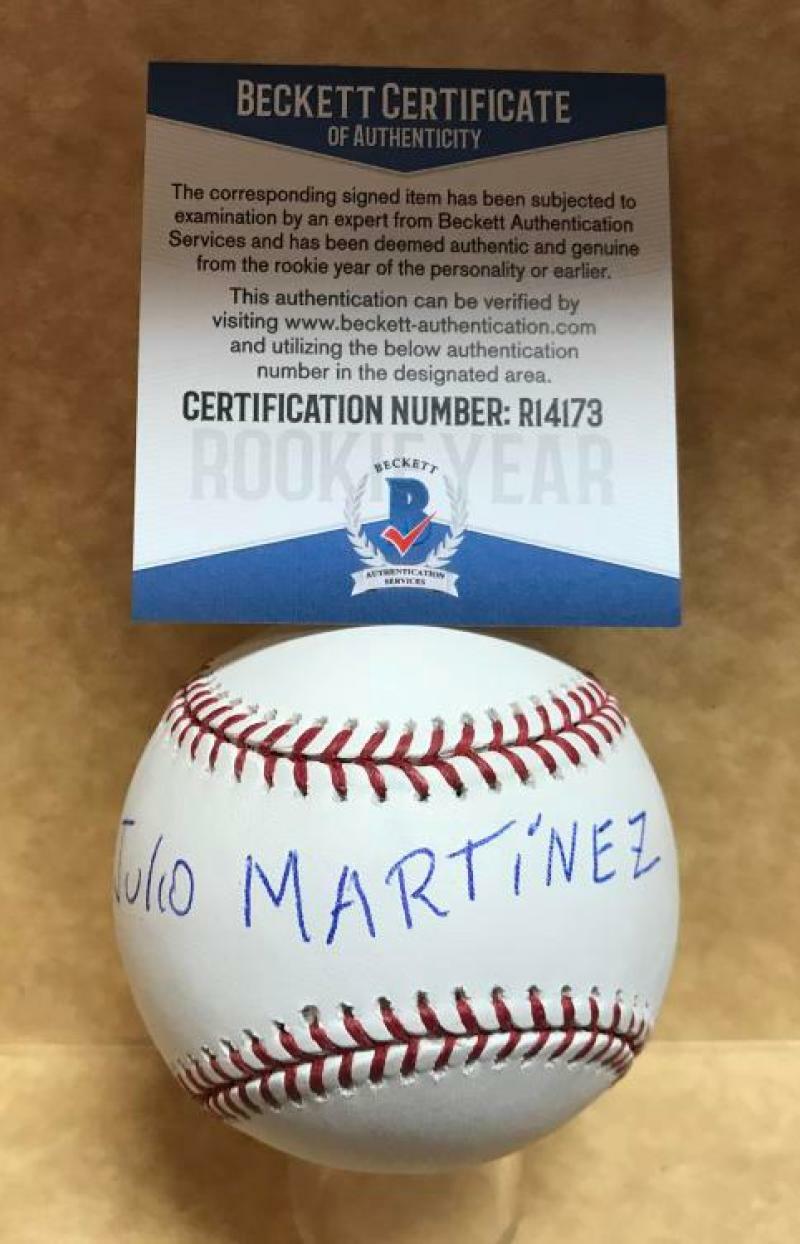 BECKETT CERTIFICATE
OF AUTHENTICITY
The corresponding signed item has been subjected to
examination by an expert from Beckett Authentication
Services and has been deemed authentic and genuine
from the rookie year of the personality or earlier.
This authentication can be verified by
visiting www.beckett-authentication.com
and utilizing the below authentication
number in the designated area.
CERTIFICATION NUMBER: R14173
ROOKIE YEAR
BECKETT
B
AUTHENTICATION
SERVICES
Julio MARTíNEZ